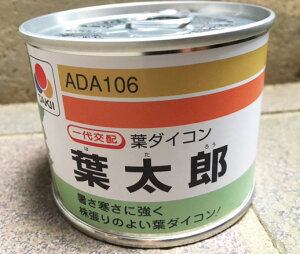 ADA106
一代交配 葉ダイコン
は た ろう
葉太郎
暑さ寒さに強く
株張りのよい葉ダイコン!